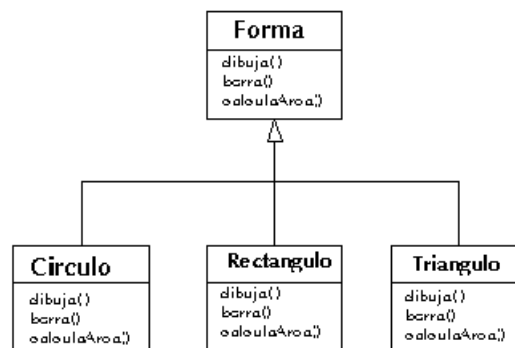 Forma
dibuja()
borra()
calculaArea()
Circulo
dibuja()
borra()
calculaArea()
Rectangulo
dibuja()
borra()
calculaArea()
Triangulo
dibuja()
borra()
calculaArea()